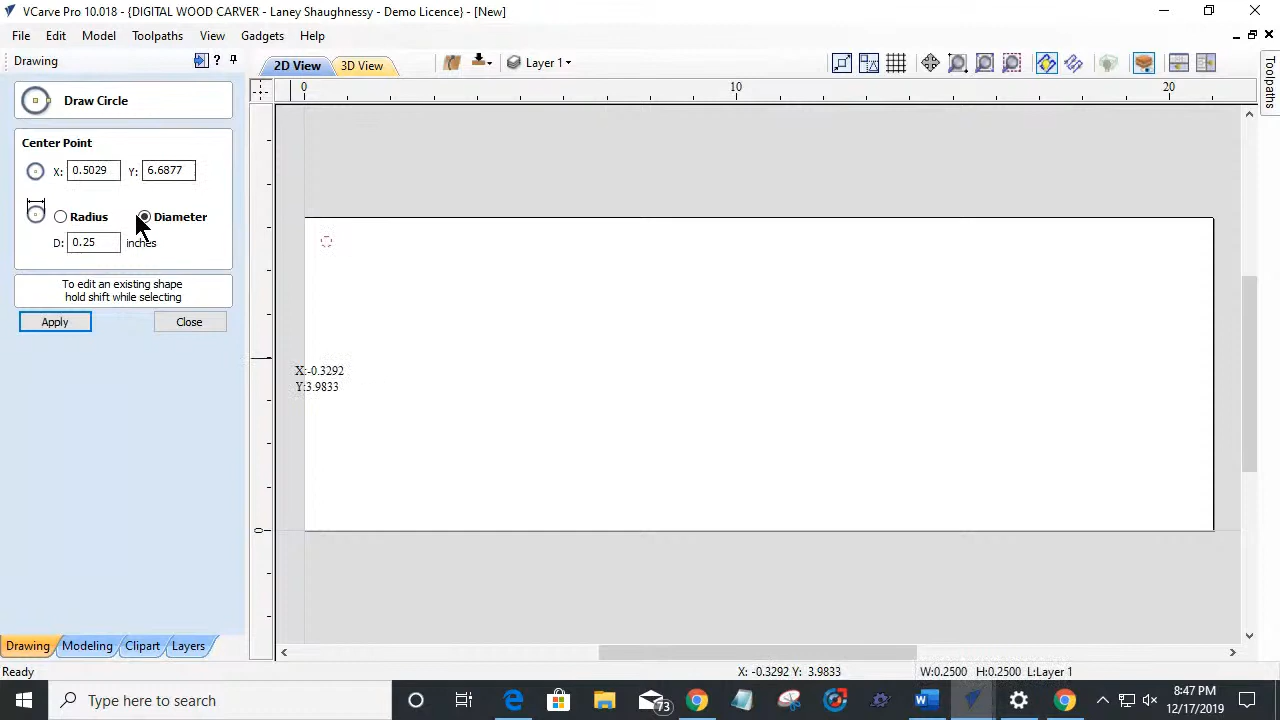 VCarve Pro 10.018 - {DIGITAL WOOD CARVER - Laney Shaughnessy - Demo Licence} - [New]
File Edit Model Toolpaths View Gadgets Help
Drawing
2D View 3D View Layer 1
Toolpaths
0 10 20
Draw Circle
Center Point
X: 0.5029 Y: 6.6877
Radius Diameter
D: 0.25 inches
To edit an existing shape
hold shift while selecting
Apply Close
X:-0.3292
Y:3.9833
0
Drawing Modeling Clipart Layers
Ready X: -0.3292 Y: 3.9833 W:0.2500 H:0.2500 L:Layer 1
Type here to search 73 8:47 PM
12/17/2019